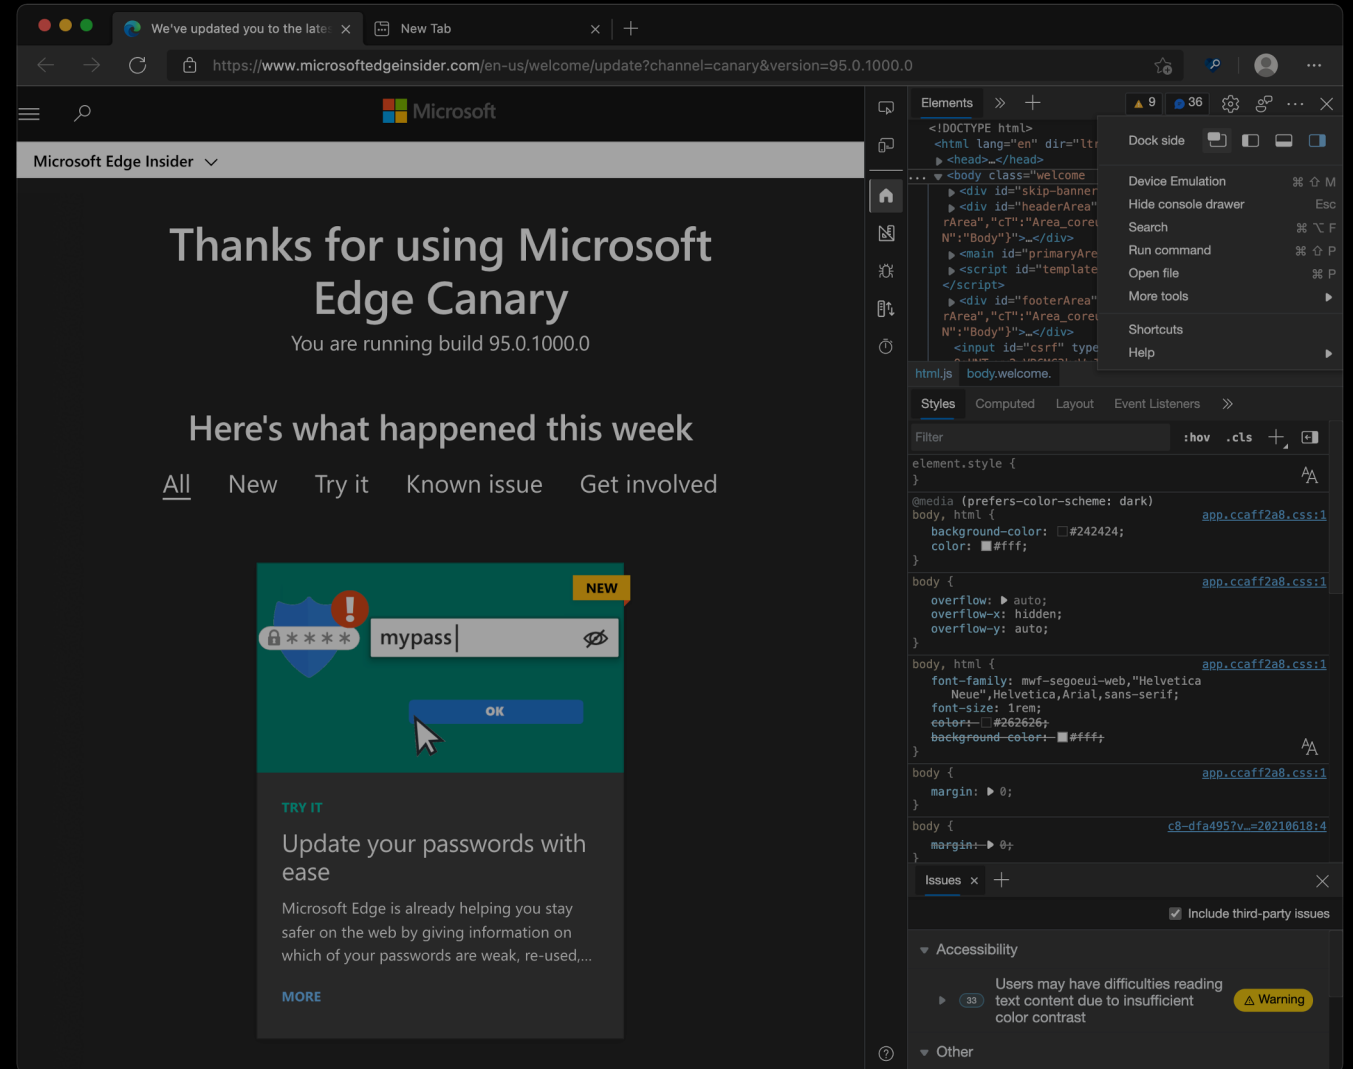 We've updated you to the late
New Tab
https://www.microsoftedgeinsider.com/en-us/welcome/update?channel=canary&version=95.0.1000.0
Microsoft
Microsoft Edge Insider
Thanks for using Microsoft
Edge Canary
You are running build 95.0.1000.0
Here's what happened this week
All New Try it Known issue Get involved
NEW
****
mypass
OK
TRY IT
Update your passwords with
ease
Microsoft Edge is already helping you stay
safer on the web by giving information on
which of your passwords are weak, re-used,...
MORE
Elements
9
36
<!DOCTYPE html>
<html lang="en" dir="ltr
<head>…</head>
... <body class="welcome
<div id="skip-banner
<div id="headerArea"
rArea","cT":"Area_coreu
N":"Body"}">…</div>
<main id="primaryAre
<script id="template
</script>
<div id="footerArea"
rArea","cT":"Area_coreu
N":"Body"}">…</div>
<input id="csrf" type
Dock side
Device Emulation ⌘ ⇧ M
Hide console drawer Esc
Search ⌘ ⌥ F
Run command ⌘ ⇧ P
Open file ⌘ P
More tools
Shortcuts
Help
html.js body.welcome.
Styles Computed Layout Event Listeners
Filter
:hov .cls
element.style {
}
@media (prefers-color-scheme: dark)
body, html { app.ccaff2a8.css:1
background-color: #242424;
color: #fff;
}
body { app.ccaff2a8.css:1
overflow: auto;
overflow-x: hidden;
overflow-y: auto;
}
body, html { app.ccaff2a8.css:1
font-family: mwf-segoeui-web,"Helvetica
Neue",Helvetica,Arial,sans-serif;
font-size: 1rem;
color: #262626;
background-color: #fff;
}
body { app.ccaff2a8.css:1
margin: 0;
}
body { c8-dfa495?v…=20210618:4
margin: 0;
}
Issues
Include third-party issues
Accessibility
33
Users may have difficulties reading
text content due to insufficient
color contrast
Warning
Other